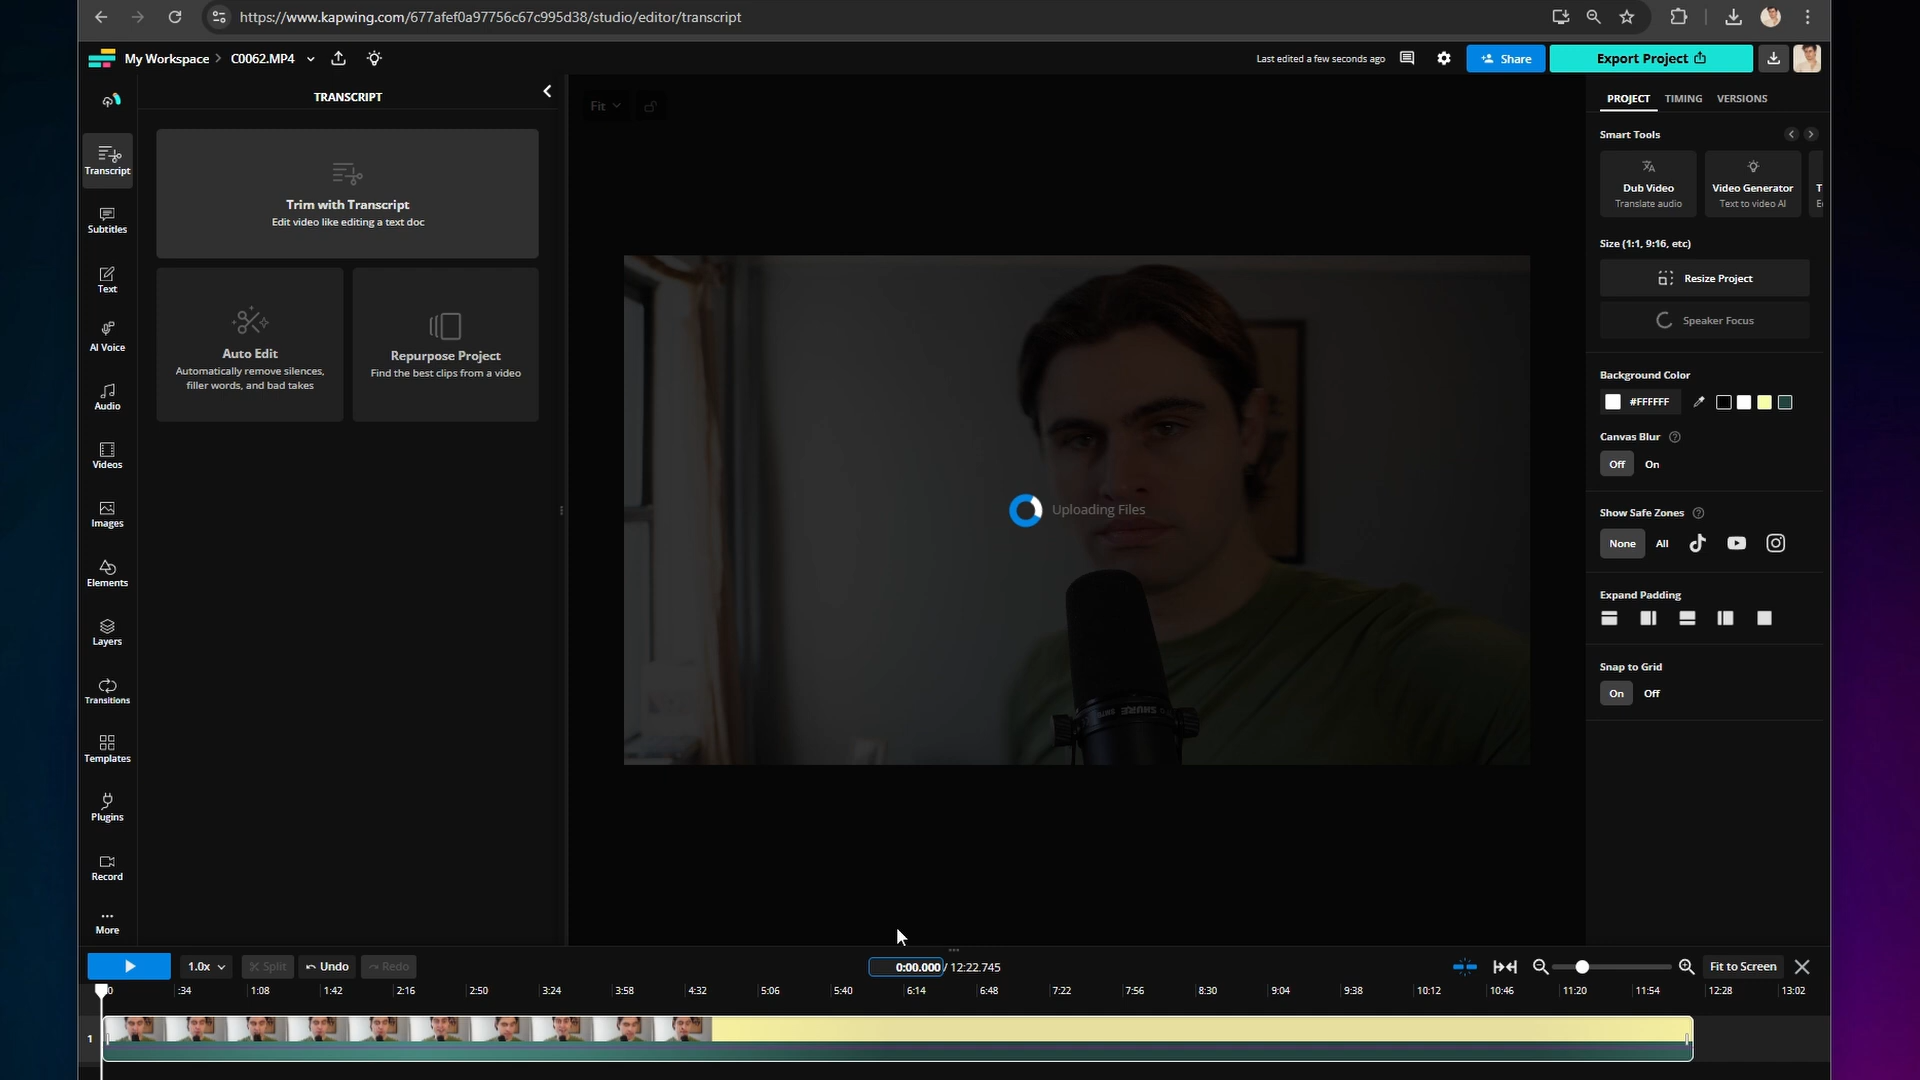 https://www.kapwing.com/677afef0a97756c67c995d38/studio/editor/transcript
My Workspace > C0062.MP4
Last edited a few seconds ago
Share
Export Project
TRANSCRIPT
Transcript
Subtitles
Text
AI Voice
Audio
Videos
Images
Elements
Layers
Transitions
Templates
Plugins
Record
More
Trim with Transcript
Edit video like editing a text doc
Auto Edit
Automatically remove silences,
filler words, and bad takes
Repurpose Project
Find the best clips from a video
Fit
Uploading Files
SHURE
PROJECT TIMING VERSIONS
Smart Tools
Dub Video
Translate audio
Video Generator
Text to video AI
T
E
Size (1:1, 9:16, etc)
Resize Project
Speaker Focus
Background Color
#FFFFFF
Canvas Blur
Off On
Show Safe Zones
None All
Expand Padding
Snap to Grid
On Off
1.0x Split Undo Redo
0:00.000 / 12:22.745
Fit to Screen
0 :34 1:08 1:42 2:16 2:50 3:24 3:58 4:32 5:06 5:40 6:14 6:48 7:22 7:56 8:30 9:04 9:38 10:12 10:46 11:20 11:54 12:28 13:02
1